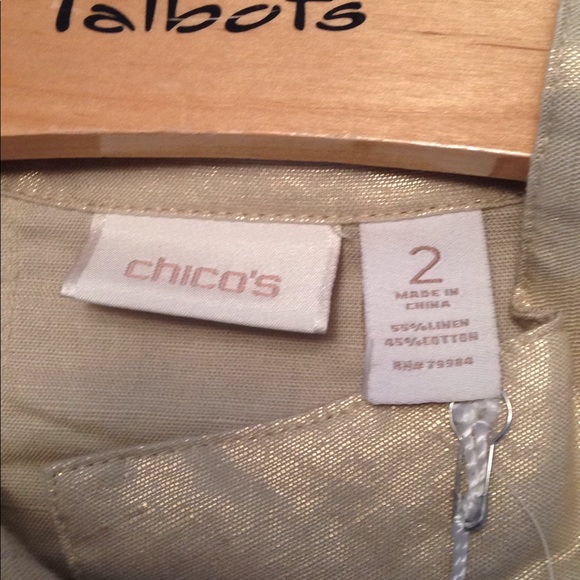 Talbots
chico's
2
MADE IN
CHINA
55%LINEN
45%COTTON
RN# 79984